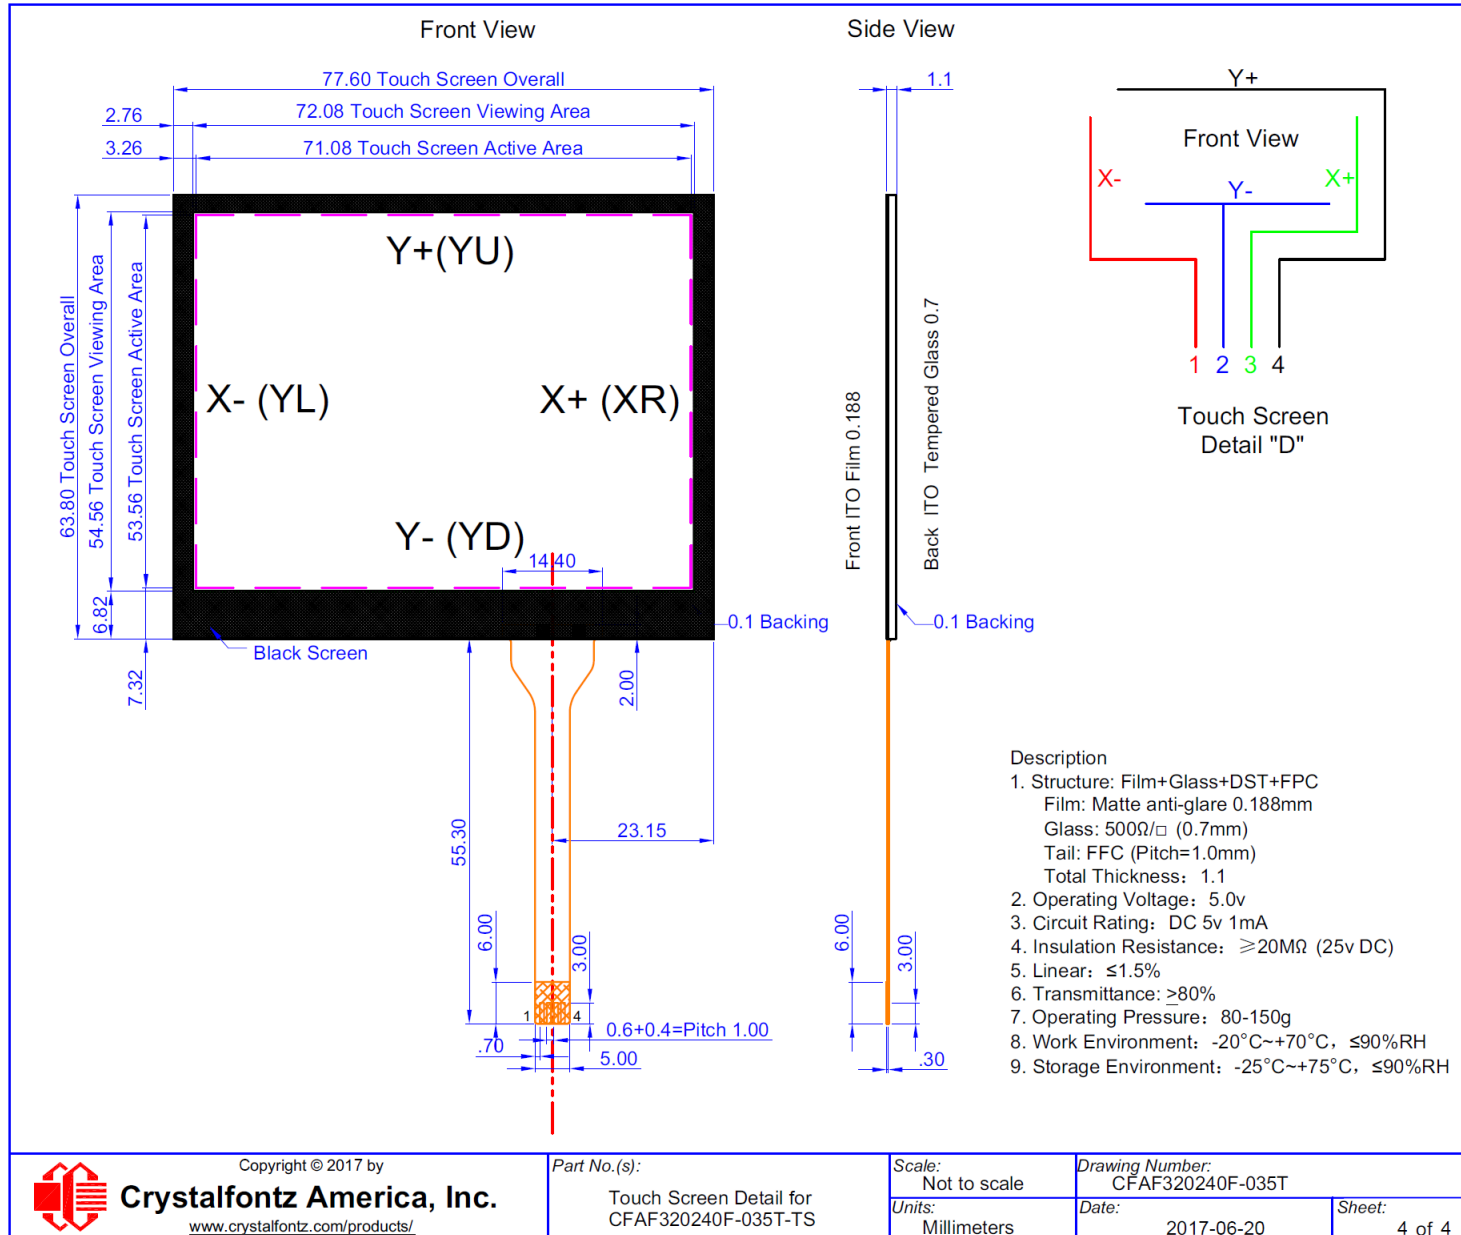 Front View
Side View
77.60 Touch Screen Overall
1.1
2.76
72.08 Touch Screen Viewing Area
3.26
71.08 Touch Screen Active Area
Y+
Front View
X-
Y-
X+
1 2 3 4
Touch Screen
Detail "D"
63.80 Touch Screen Overall
54.56 Touch Screen Viewing Area
53.56 Touch Screen Active Area
Y+(YU)
X- (YL)
X+ (XR)
Y- (YD)
14.40
6.82
7.32
Black Screen
0.1 Backing
2.00
Front ITO Film 0.188
Back ITO Tempered Glass 0.7
0.1 Backing
55.30
23.15
6.00
3.00
1
4
0.6+0.4=Pitch 1.00
.70
5.00
6.00
3.00
.30
Description
1. Structure: Film+Glass+DST+FPC
Film: Matte anti-glare 0.188mm
Glass: 500Ω/□ (0.7mm)
Tail: FFC (Pitch=1.0mm)
Total Thickness：1.1
2. Operating Voltage：5.0v
3. Circuit Rating：DC 5v 1mA
4. Insulation Resistance：≥20MΩ (25v DC)
5. Linear：≤1.5%
6. Transmittance: ≥80%
7. Operating Pressure：80-150g
8. Work Environment：-20°C~+70°C，≤90%RH
9. Storage Environment：-25°C~+75°C，≤90%RH
Copyright © 2017 by
Crystalfontz America, Inc.
www.crystalfontz.com/products/
Part No.(s):
Touch Screen Detail for
CFAF320240F-035T-TS
Scale:
Not to scale
Drawing Number:
CFAF320240F-035T
Units:
Millimeters
Date:
2017-06-20
Sheet:
4 of 4